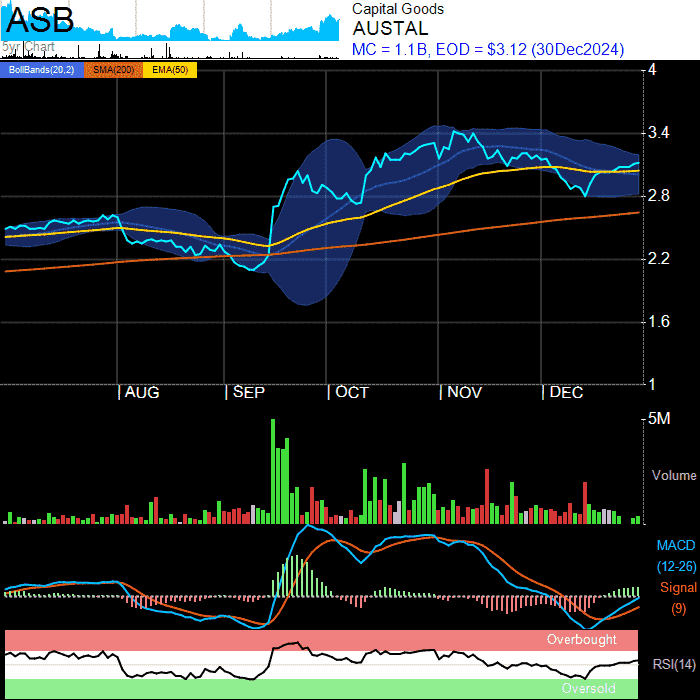 ASB
5yr Chart
Capital Goods
AUSTAL
MC = 1.1B, EOD = $3.12 (30Dec2024)
BollBands(20,2) SMA(200) EMA(50)
4
3.4
2.8
2.2
1.6
1
AUG SEP OCT NOV DEC
5M
Volume
MACD
(12-26)
Signal
(9)
Overbought
RSI(14)
Oversold